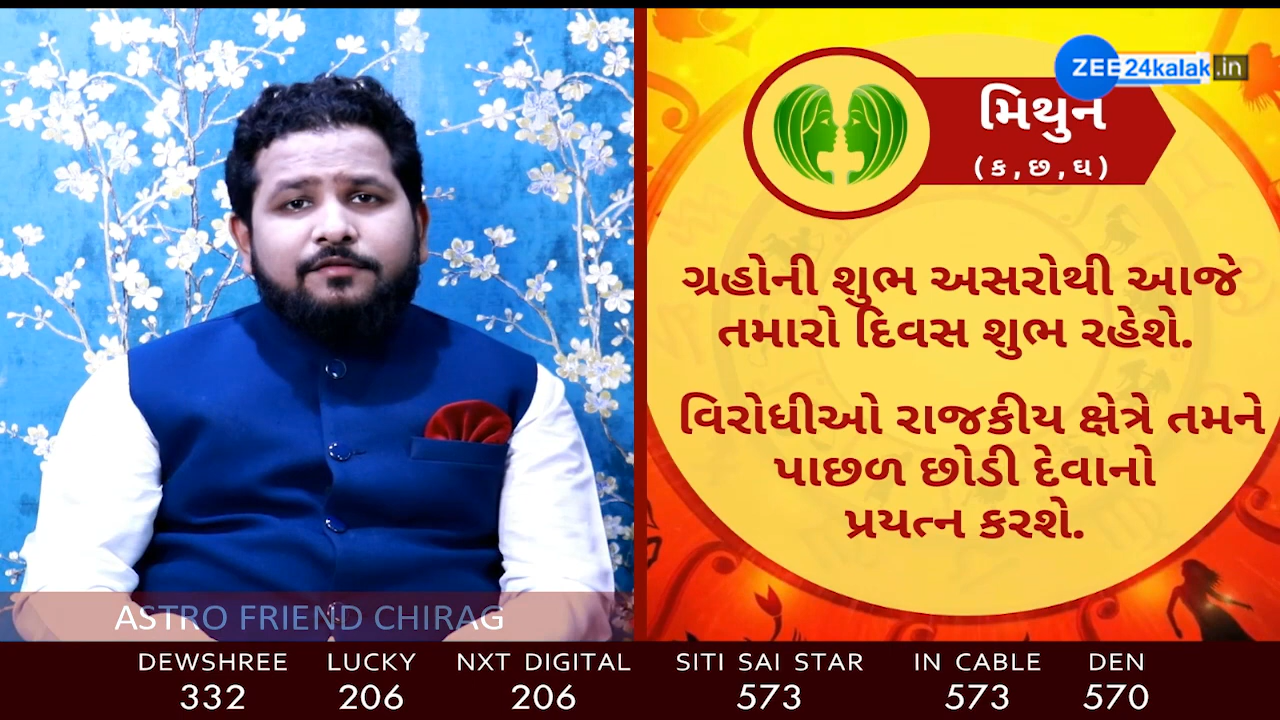 ZEE24kalak.in
મિથુન
(ક,છ,ઘ)
ગ્રહોની શુભ અસરોથી આજે
તમારો દિવસ શુભ રહેશે.
વિરોધીઓ રાજકીય ક્ષેત્રે તમને
પાછળ છોડી દેવાનો
પ્રયત્ન કરશે.
ASTRO FRIEND CHIRAG
DEWSHREE LUCKY NXT DIGITAL SITI SAI STAR IN CABLE DEN
332 206 206 573 573 570